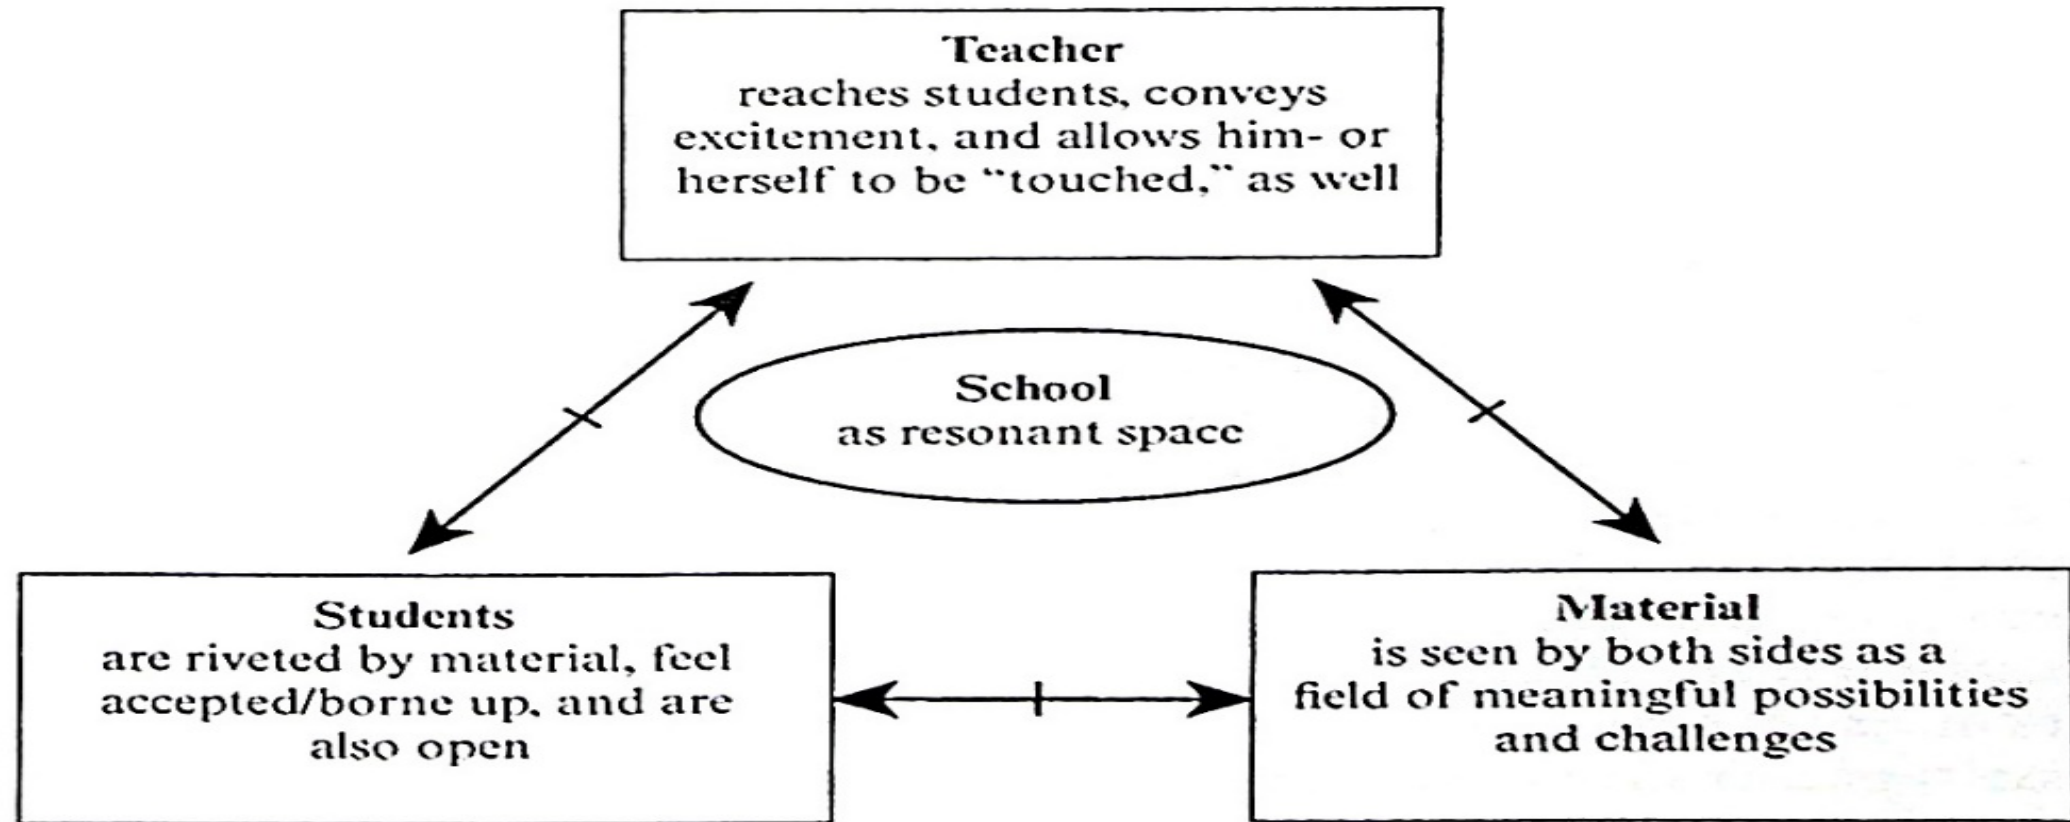 Teacher
reaches students, conveys
excitement, and allows him- or
herself to be “touched,” as well
School
as resonant space
Students
are riveted by material, feel
accepted/borne up, and are
also open
Material
is seen by both sides as a
field of meaningful possibilities
and challenges